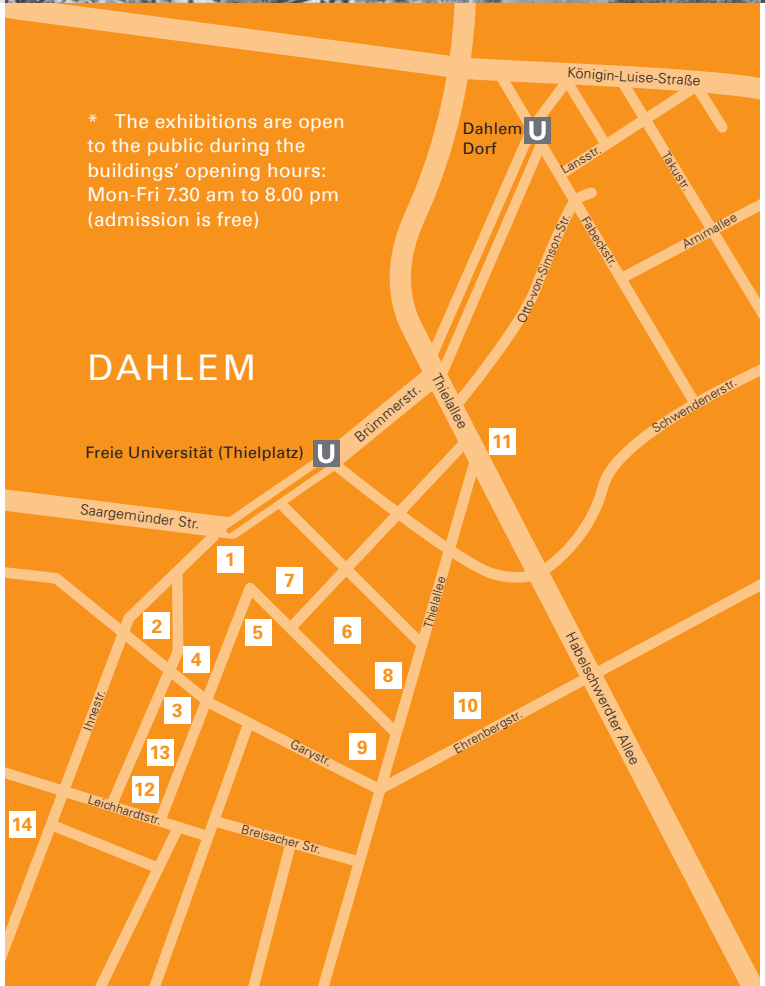 Königin-Luise-Straße
* The exhibitions are open
to the public during the
buildings‘ opening hours:
Mon-Fri 7.30 am to 8.00 pm
(admission is free)
Dahlem
Dorf
U
Lansstr.
Takustr.
Arnimallee
Otto-von-Simson-Str.
Fabeckstr.
DAHLEM
Thielallee
Brümmerstr.
Schwendenerstr.
Freie Universität (Thielplatz)
U
11
Saargemünder Str.
1
7
Thielallee
2
5
6
4
8
Habelschwerdter Allee
Ihnestr.
3
10
Ehrenbergstr.
13
Garystr.
9
12
Leichhardtstr.
14
Breisacher Str.